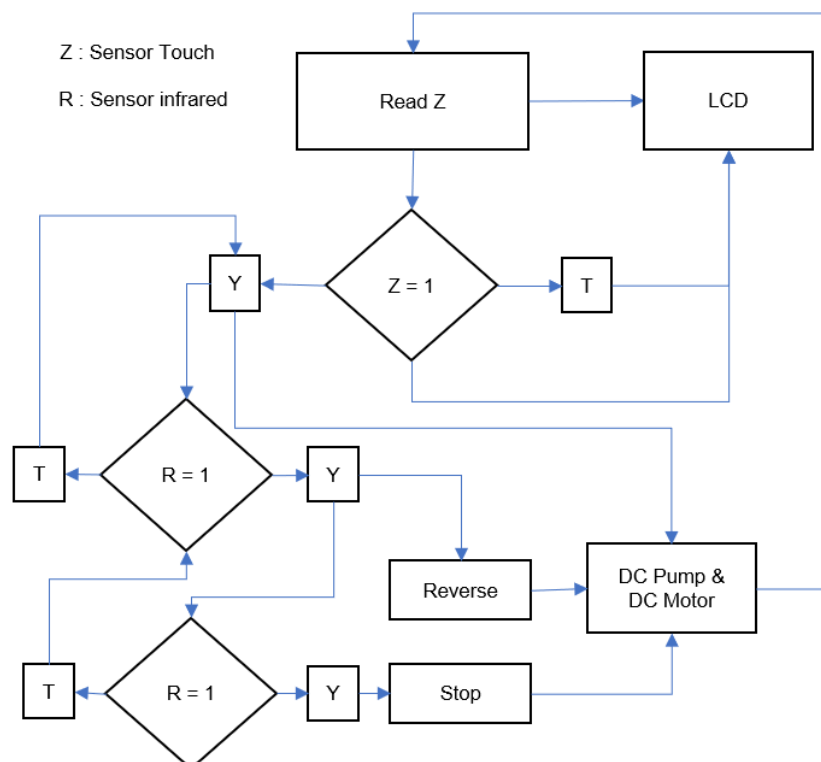 Z : Sensor Touch
R : Sensor infrared
Read Z
LCD
Y
Z = 1
T
T
R = 1
Y
Reverse
DC Pump &
DC Motor
T
R = 1
Y
Stop